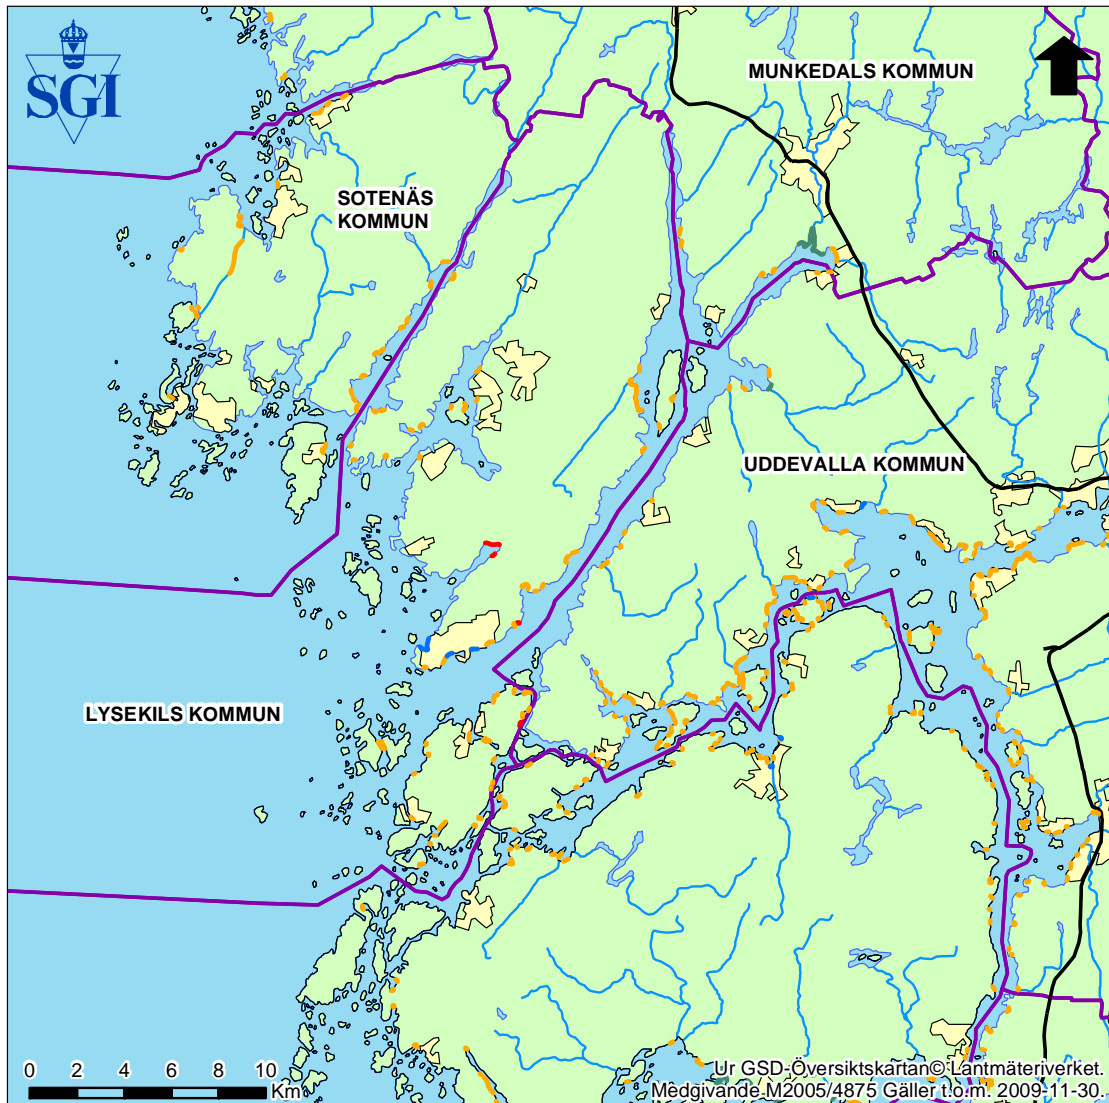 SGI
MUNKEDALS KOMMUN
SOTENÄS
KOMMUN
UDDEVALLA KOMMUN
LYSEKILS KOMMUN
0 2 4 6 8 10
Km
Ur GSD-Översiktskartan© Lantmäteriverket.
Medgivande M2005/4875 Gäller t.o.m. 2009-11-30.